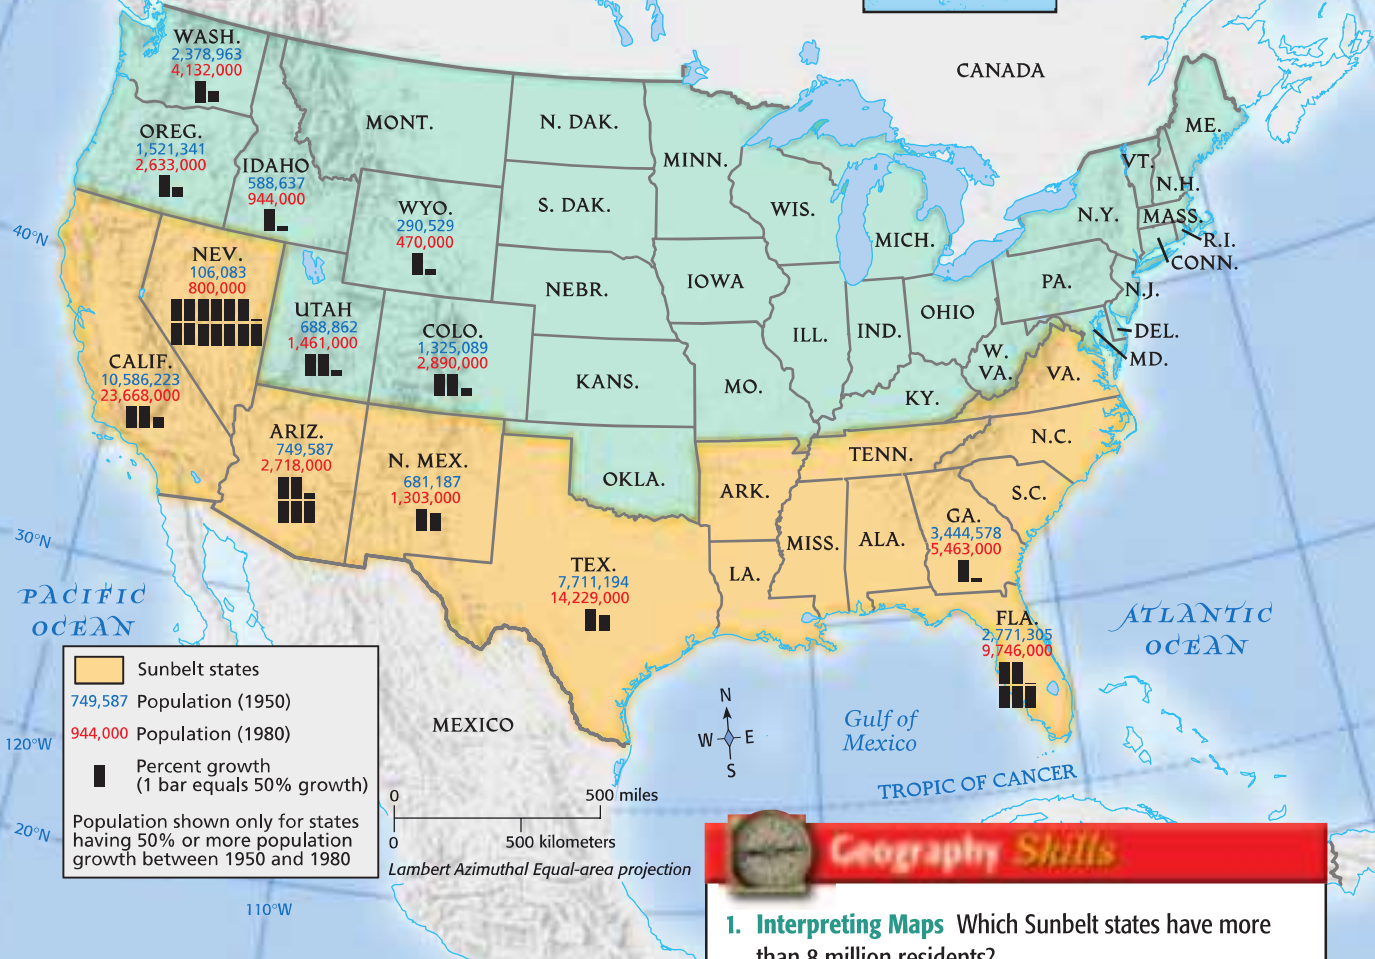 CANADA
WASH.
2,378,963
4,132,000
OREG.
1,521,341
2,633,000
IDAHO
588,637
944,000
MONT.
N. DAK.
MINN.
S. DAK.
WIS.
MICH.
WYO.
290,529
470,000
NEV.
106,083
800,000
UTAH
688,862
1,461,000
COLO.
1,325,089
2,890,000
NEBR.
IOWA
ILL.
IND.
OHIO
PA.
N.Y.
VT.
N.H.
ME.
MASS.
R.I.
CONN.
N.J.
DEL.
MD.
W.
VA.
VA.
KY.
KANS.
MO.
CALIF.
10,586,223
23,668,000
ARIZ.
749,587
2,718,000
N. MEX.
681,187
1,303,000
OKLA.
ARK.
TENN.
N.C.
S.C.
GA.
3,444,578
5,463,000
ALA.
MISS.
LA.
TEX.
7,711,194
14,229,000
FLA.
2,771,305
9,746,000
40°N
30°N
PACIFIC
OCEAN
ATLANTIC
OCEAN
Gulf of
Mexico
MEXICO
TROPIC OF CANCER
N
W E
S
120°W
20°N
110°W
Sunbelt states
749,587 Population (1950)
944,000 Population (1980)
Percent growth
(1 bar equals 50% growth)
Population shown only for states
having 50% or more population
growth between 1950 and 1980
0 500 miles
0 500 kilometers
Lambert Azimuthal Equal-area projection
Geography Skills
1. Interpreting Maps Which Sunbelt states have more
than 8 million residents?